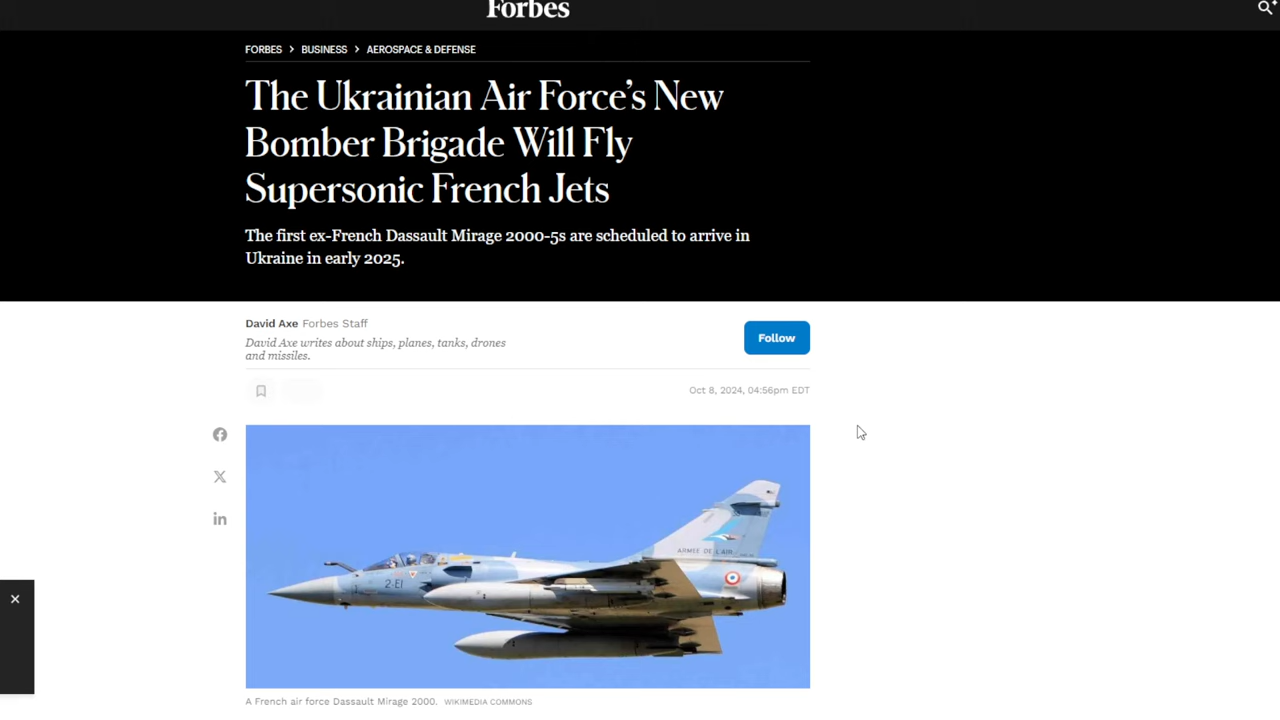 Forbes
FORBES > BUSINESS > AEROSPACE & DEFENSE
The Ukrainian Air Force's New
Bomber Brigade Will Fly
Supersonic French Jets
The first ex-French Dassault Mirage 2000-5s are scheduled to arrive in
Ukraine in early 2025.
David Axe Forbes Staff
David Axe writes about ships, planes, tanks, drones
and missiles.
Follow
Oct 8, 2024, 04:56pm EDT
ARMEE DE L'AIR
2-EI
A French air force Dassault Mirage 2000. WIKIMEDIA COMMONS